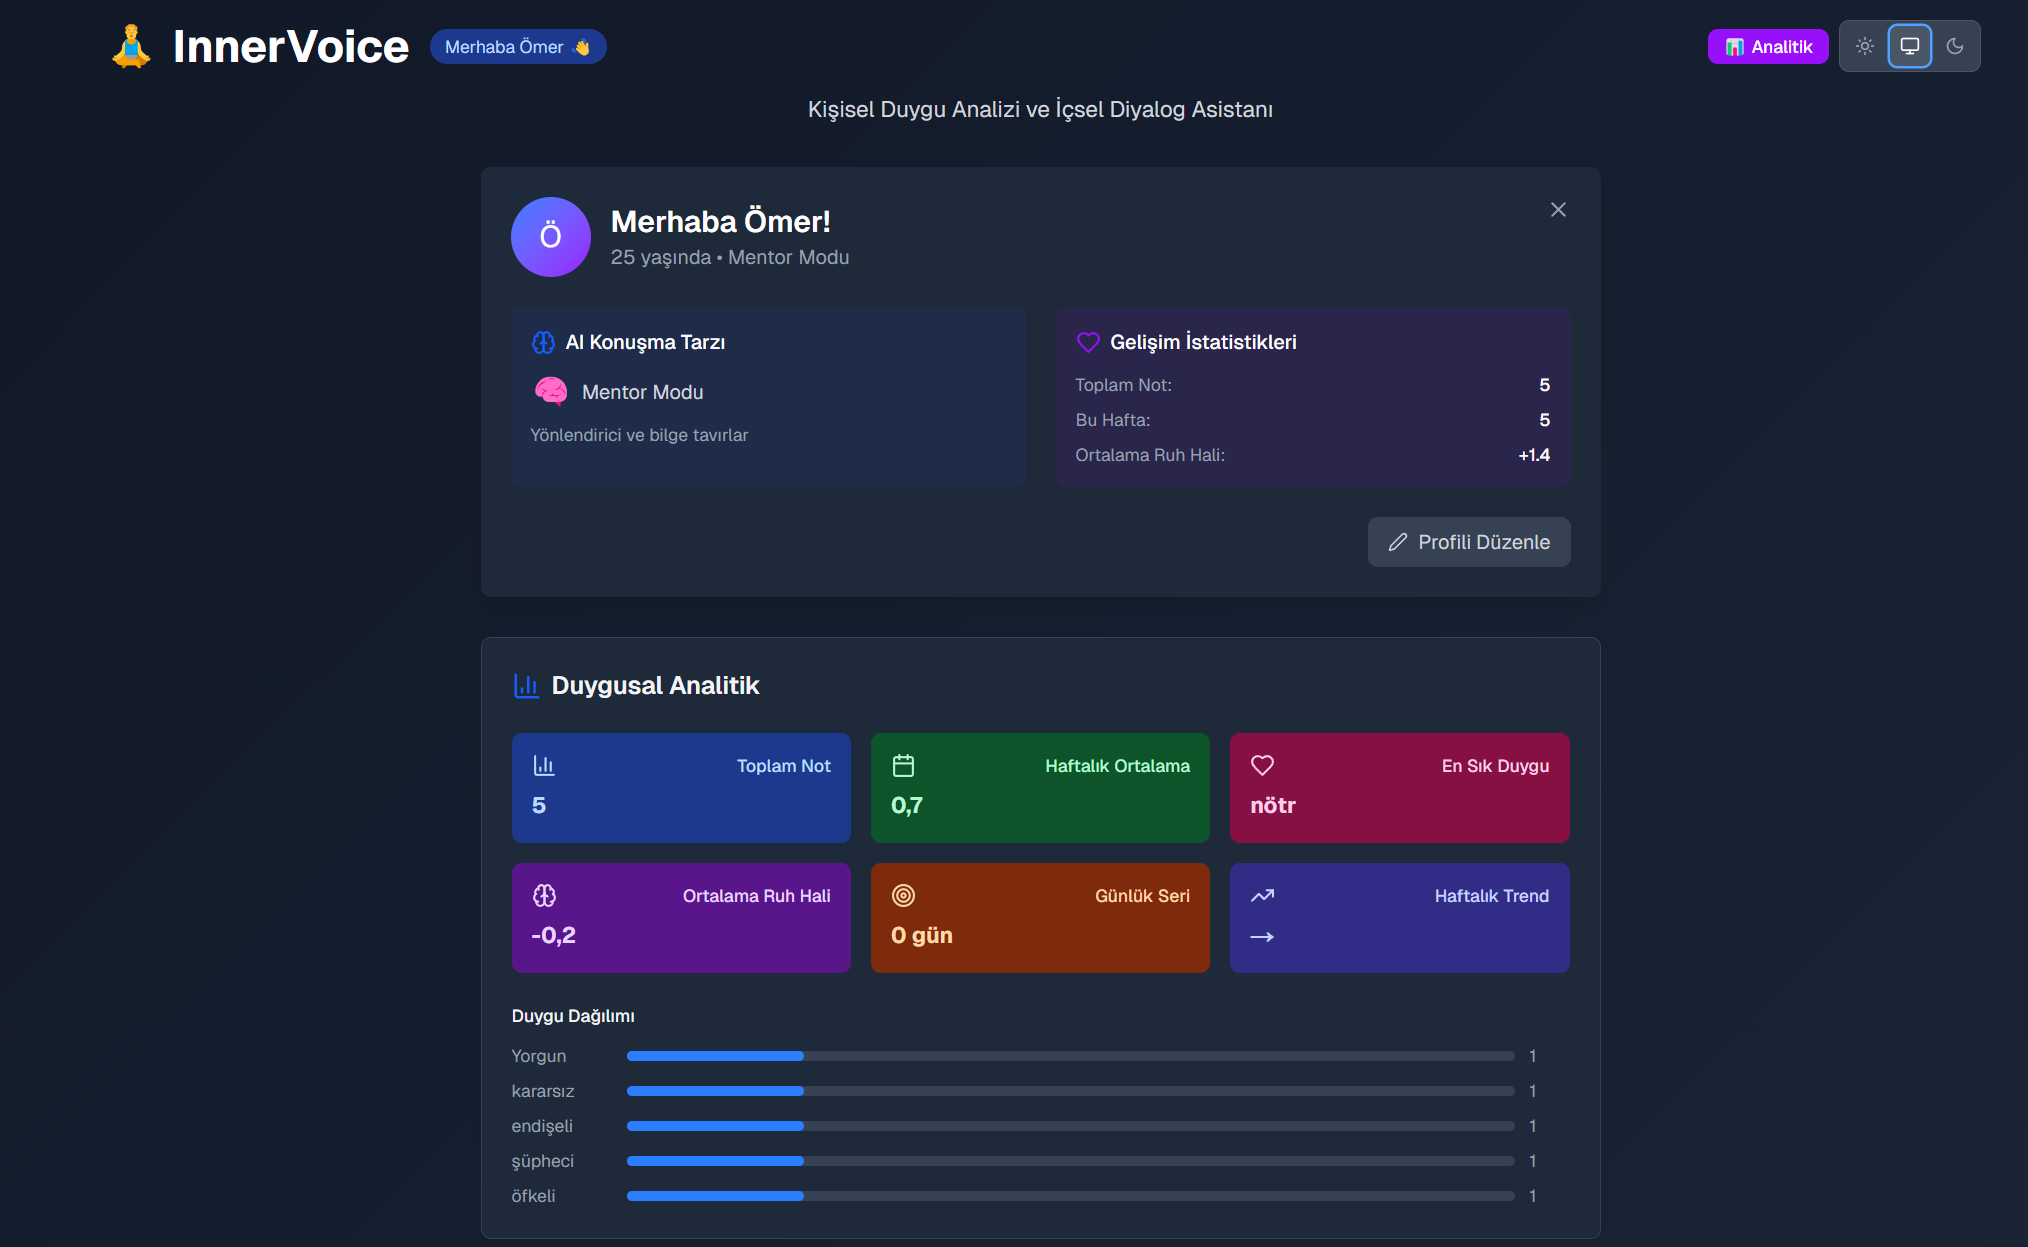 InnerVoice
Merhaba Ömer 👋
Analitik
Kişisel Duygu Analizi ve İçsel Diyalog Asistanı
Ö
Merhaba Ömer!
25 yaşında • Mentor Modu
AI Konuşma Tarzı
Mentor Modu
Yönlendirici ve bilge tavırlar
Gelişim İstatistikleri
Toplam Not: 5
Bu Hafta: 5
Ortalama Ruh Hali: +1.4
Profili Düzenle
Duygusal Analitik
Toplam Not
5
Haftalık Ortalama
0,7
En Sık Duygu
nötr
Ortalama Ruh Hali
-0,2
Günlük Seri
0 gün
Haftalık Trend
→
Duygu Dağılımı
Yorgun 1
kararsız 1
endişeli 1
şüpheci 1
öfkeli 1